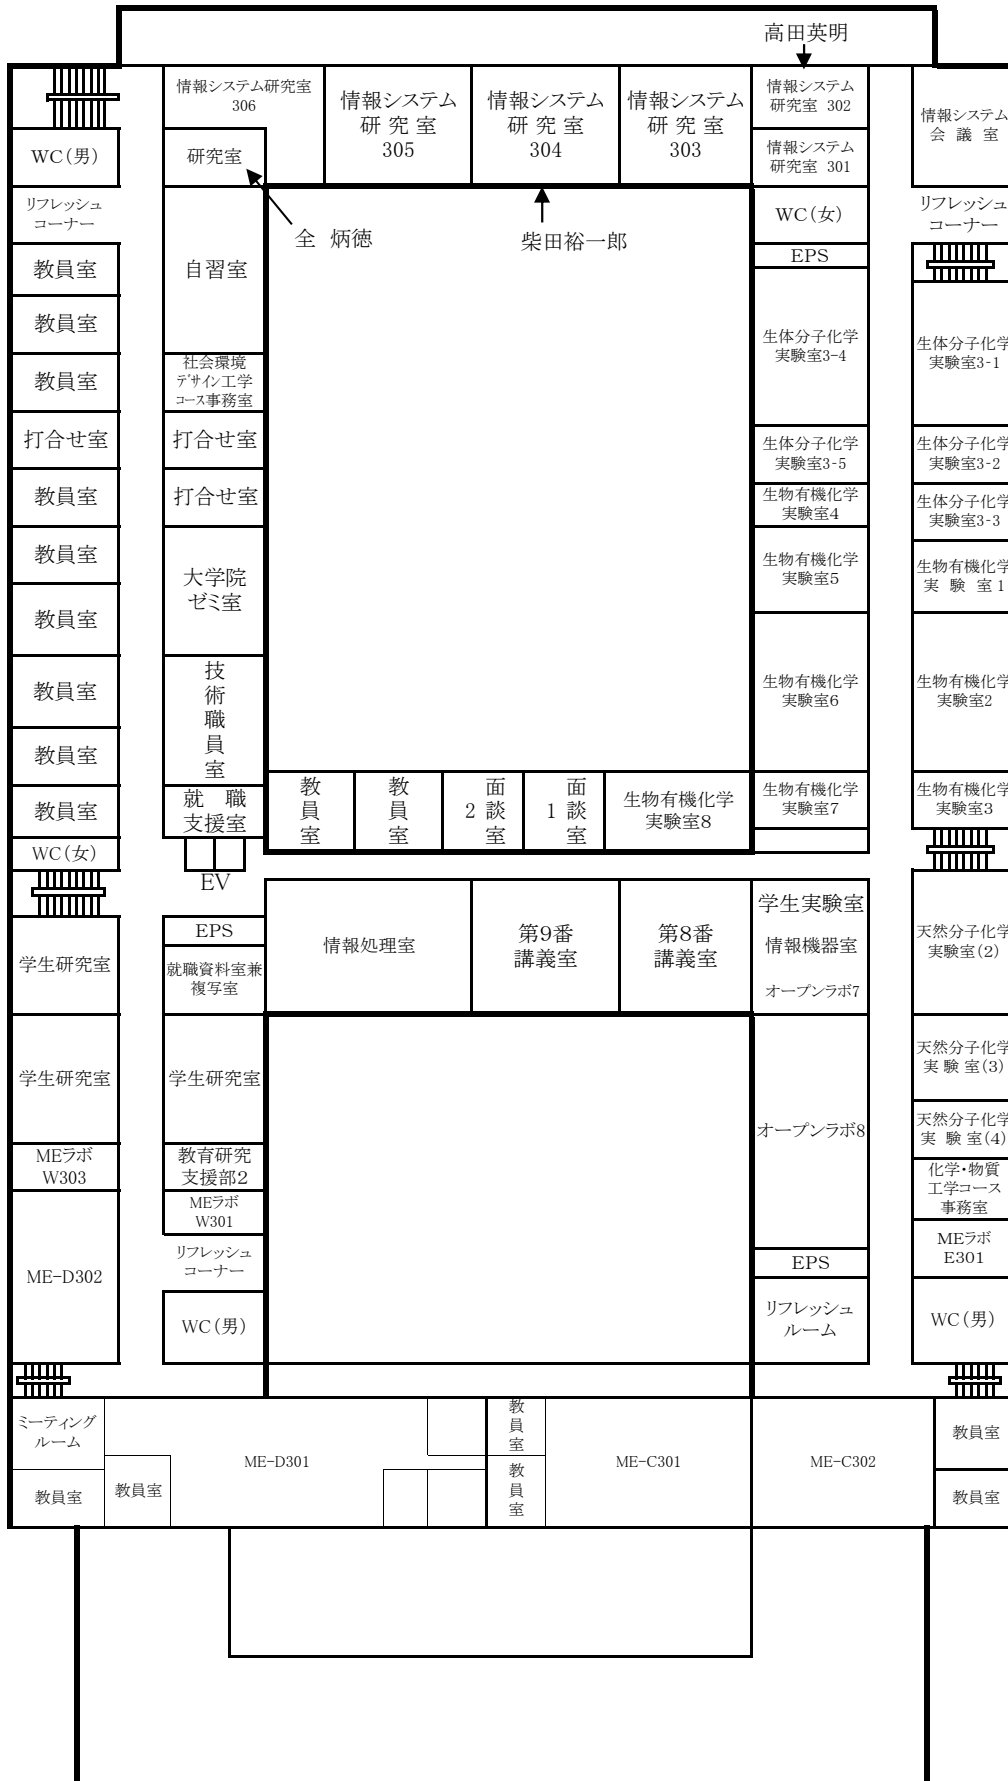 高田英明
情報システム研究室
306
情報システム
研 究 室
305
情報システム
研 究 室
304
情報システム
研 究 室
303
情報システム
研究室 302
情報システム
会 議 室
WC(男)
研究室
情報システム
研究室 301
リフレッシュ
コーナー
全 炳徳
柴田裕一郎
WC(女)
リフレッシュ
コーナー
教員室
自習室
EPS
教員室
生体分子化学
実験室3-4
生体分子化学
実験室3-1
教員室
社会環境
デザイン工学
コース事務室
打合せ室
打合せ室
生体分子化学
実験室3-5
生体分子化学
実験室3-2
教員室
打合せ室
生物有機化学
実験室4
生体分子化学
実験室3-3
教員室
大学院
ゼミ室
生物有機化学
実験室5
生物有機化学
実 験 室 1
教員室
教員室
技
術
職
員
室
生物有機化学
実験室6
生物有機化学
実験室2
教員室
教員室
就 職
支援室
教
員
室
教
員
室
面
2 談
室
面
1 談
室
生物有機化学
実験室8
生物有機化学
実験室7
生物有機化学
実験室3
WC(女)
EV
学生研究室
EPS
就職資料室兼
複写室
情報処理室
第9番
講義室
第8番
講義室
学生実験室
情報機器室
オープンラボ7
天然分子化学
実験室(2)
学生研究室
学生研究室
オープンラボ8
天然分子化学
実 験 室(3)
天然分子化学
実 験 室(4)
MEラボ
W303
教育研究
支援部2
化学・物質
工学コース
事務室
MEラボ
W301
ME-D302
リフレッシュ
コーナー
EPS
MEラボ
E301
WC(男)
リフレッシュ
ルーム
WC(男)
ミーティング
ルーム
ME-D301
教
員
室
ME-C301
ME-C302
教員室
教員室
教員室
教
員
室
教員室